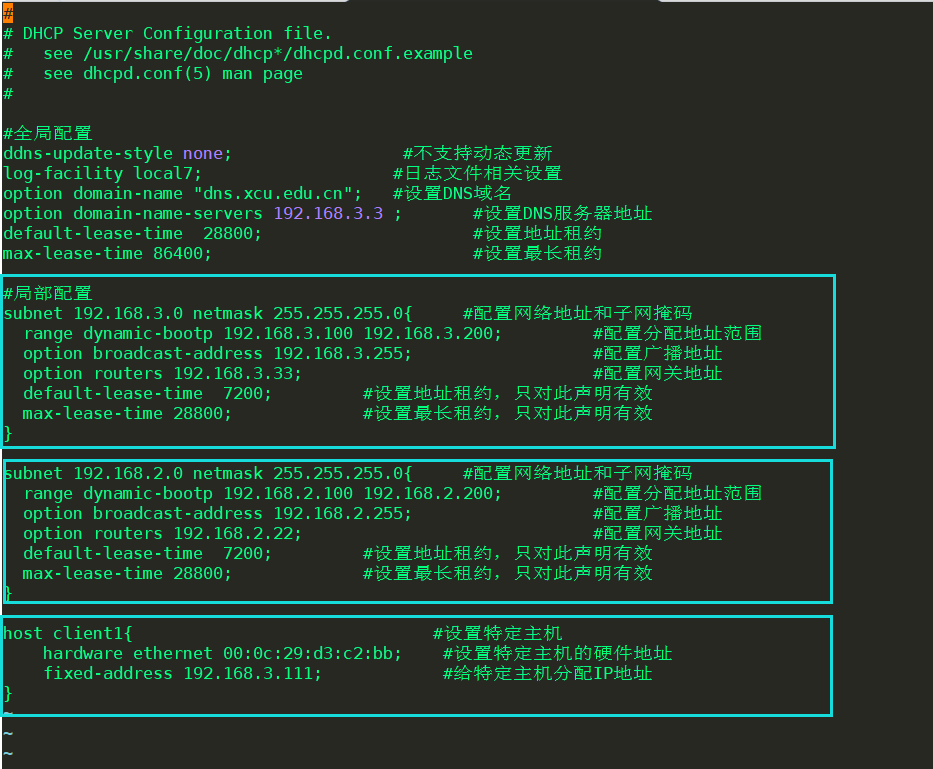 #
# DHCP Server Configuration file.
#   see /usr/share/doc/dhcp*/dhcpd.conf.example
#   see dhcpd.conf(5) man page
#
#全局配置
ddns-update-style none;                 #不支持动态更新
log-facility local7;                   #日志文件相关设置
option domain-name "dns.xcu.edu.cn";   #设置DNS域名
option domain-name-servers 192.168.3.3 ;       #设置DNS服务器地址
default-lease-time  28800;                     #设置地址租约
max-lease-time 86400;                          #设置最长租约
#局部配置
subnet 192.168.3.0 netmask 255.255.255.0{     #配置网络地址和子网掩码
  range dynamic-bootp 192.168.3.100 192.168.3.200;         #配置分配地址范围
  option broadcast-address 192.168.3.255;                  #配置广播地址
  option routers 192.168.3.33;                             #配置网关地址
  default-lease-time  7200;         #设置地址租约，只对此声明有效
  max-lease-time 28800;             #设置最长租约，只对此声明有效
}
subnet 192.168.2.0 netmask 255.255.255.0{     #配置网络地址和子网掩码
  range dynamic-bootp 192.168.2.100 192.168.2.200;         #配置分配地址范围
  option broadcast-address 192.168.2.255;                  #配置广播地址
  option routers 192.168.2.22;                             #配置网关地址
  default-lease-time  7200;         #设置地址租约，只对此声明有效
  max-lease-time 28800;             #设置最长租约，只对此声明有效
}
host client1{                              #设置特定主机
    hardware ethernet 00:0c:29:d3:c2:bb;    #设置特定主机的硬件地址
    fixed-address 192.168.3.111;            #给特定主机分配IP地址
}
~
~
~